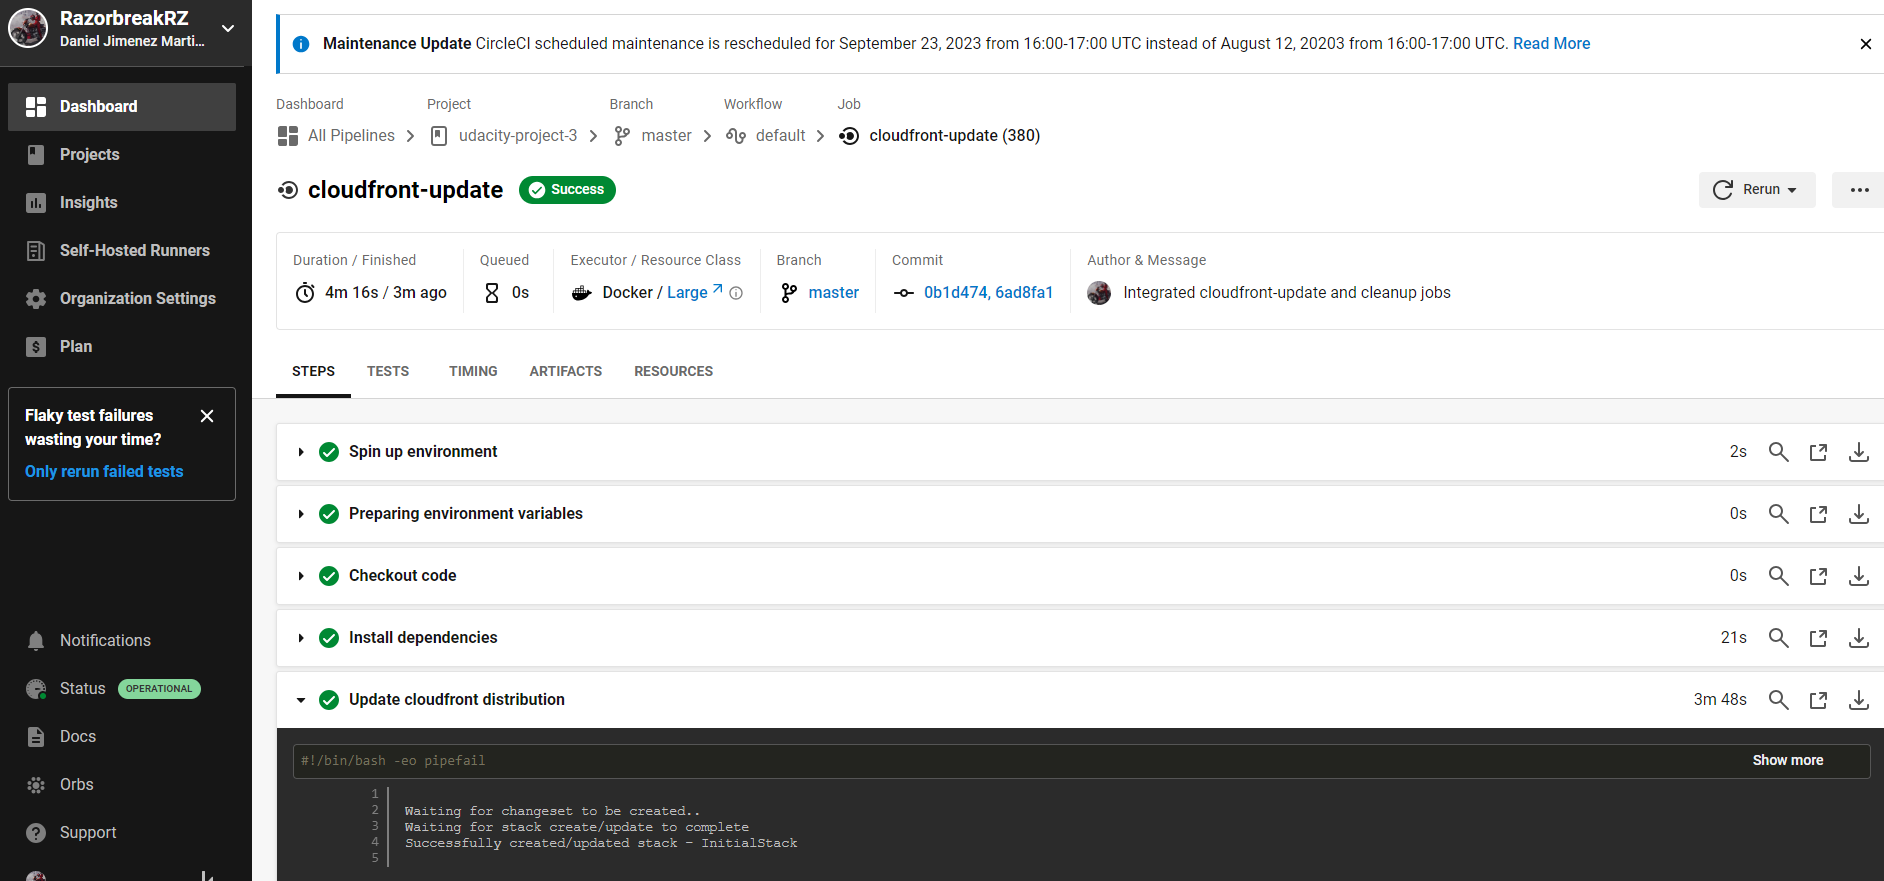 RazorbreakRZ
Daniel Jimenez Marti...
Dashboard
Projects
Insights
Self-Hosted Runners
Organization Settings
Plan
Flaky test failures
wasting your time?
Only rerun failed tests
Notifications
Status OPERATIONAL
Docs
Orbs
Support
Maintenance Update CircleCI scheduled maintenance is rescheduled for September 23, 2023 from 16:00-17:00 UTC instead of August 12, 20203 from 16:00-17:00 UTC. Read More
Dashboard Project Branch Workflow Job
All Pipelines udacity-project-3 master default cloudfront-update (380)
cloudfront-update Success
Rerun
Duration / Finished Queued Executor / Resource Class Branch Commit Author & Message
4m 16s / 3m ago 0s Docker / Large master 0b1d474, 6ad8fa1 Integrated cloudfront-update and cleanup jobs
STEPS TESTS TIMING ARTIFACTS RESOURCES
Spin up environment 2s
Preparing environment variables 0s
Checkout code 0s
Install dependencies 21s
Update cloudfront distribution 3m 48s
#!/bin/bash -eo pipefail Show more
1
2 Waiting for changeset to be created..
3 Waiting for stack create/update to complete
4 Successfully created/updated stack - InitialStack
5